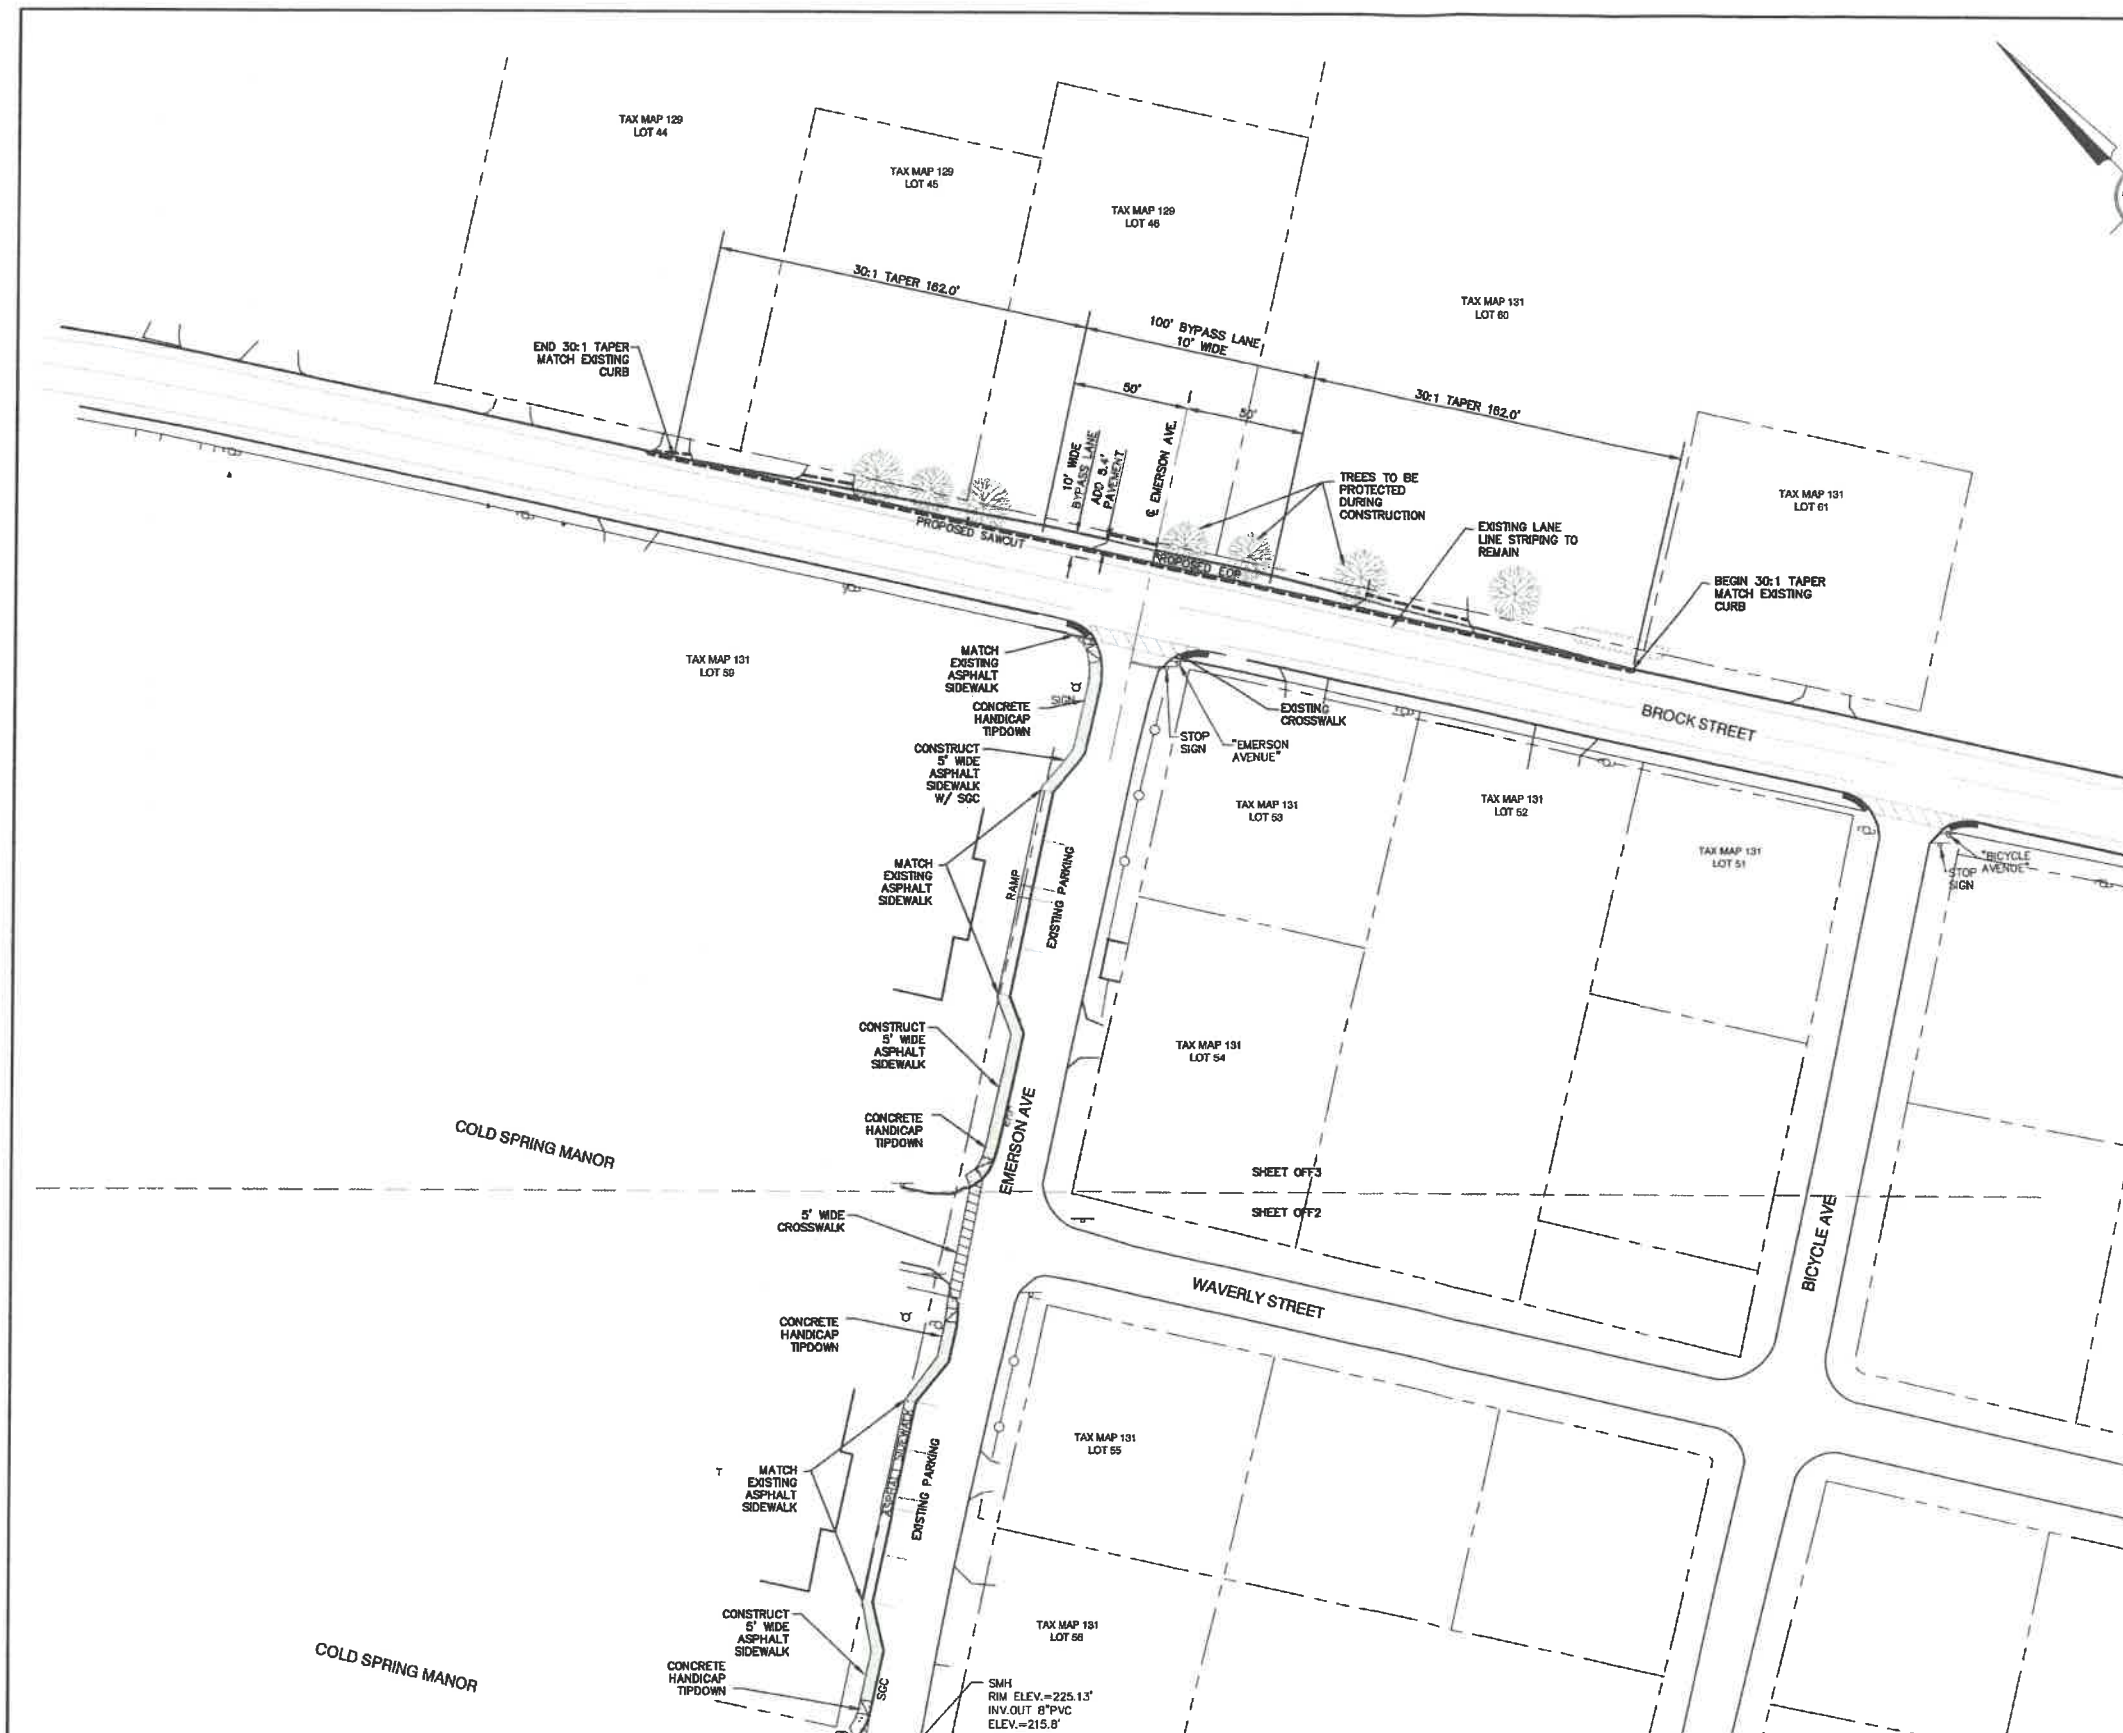 TAX MAP 129
LOT 44
TAX MAP 129
LOT 45
TAX MAP 129
LOT 46
30:1 TAPER 162.0'
100' BYPASS LANE
10' WIDE
TAX MAP 131
LOT 60
END 30:1 TAPER
MATCH EXISTING
CURB
50'
50'
30:1 TAPER 162.0'
10' WIDE
BYPASS LANE
ADD 5.4'
PAVEMENT
℄ EMERSON AVE.
TREES TO BE
PROTECTED
DURING
CONSTRUCTION
TAX MAP 131
LOT 61
PROPOSED SAWCUT
PROPOSED EOP
EXISTING LANE
LINE STRIPING TO
REMAIN
BEGIN 30:1 TAPER
MATCH EXISTING
CURB
TAX MAP 131
LOT 59
MATCH
EXISTING
ASPHALT
SIDEWALK
SIGN
CONCRETE
HANDICAP
TIPDOWN
EXISTING
CROSSWALK
BROCK STREET
STOP
SIGN
"EMERSON
AVENUE"
CONSTRUCT
5' WIDE
ASPHALT
SIDEWALK
W/ SGC
TAX MAP 131
LOT 53
TAX MAP 131
LOT 52
TAX MAP 131
LOT 51
"BICYCLE
AVENUE"
STOP
SIGN
MATCH
EXISTING
ASPHALT
SIDEWALK
RAMP
EXISTING PARKING
CONSTRUCT
5' WIDE
ASPHALT
SIDEWALK
TAX MAP 131
LOT 54
CONCRETE
HANDICAP
TIPDOWN
EMERSON AVE
COLD SPRING MANOR
SHEET OFF3
SHEET OFF2
5' WIDE
CROSSWALK
WAVERLY STREET
BICYCLE AVE
CONCRETE
HANDICAP
TIPDOWN
ASPHALT SIDEWALK
EXISTING PARKING
TAX MAP 131
LOT 55
MATCH
EXISTING
ASPHALT
SIDEWALK
CONSTRUCT
5' WIDE
ASPHALT
SIDEWALK
TAX MAP 131
LOT 56
COLD SPRING MANOR
CONCRETE
HANDICAP
TIPDOWN
SGC
SMH
RIM ELEV.=225.13'
INV.OUT 8"PVC
ELEV.=215.8'